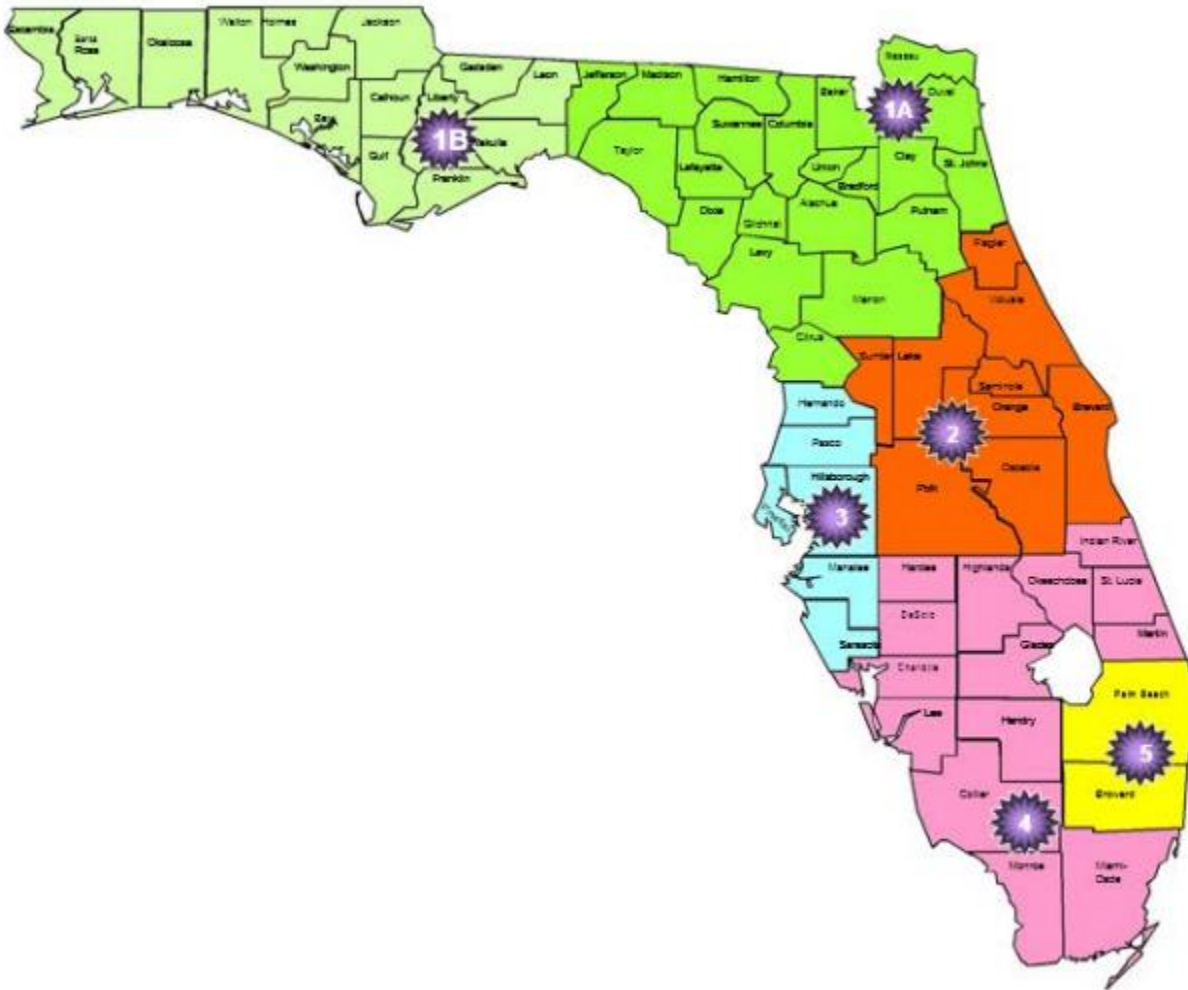 Escambia
Santa
Rosa
Okaloosa
Walton
Holmes
Jackson
Washington
Bay
Calhoun
Gulf
Gadsden
Liberty
Leon
1B
Wakulla
Franklin
Jefferson
Madison
Hamilton
Taylor
Suwannee
Columbia
Lafayette
Dixie
Gilchrist
Baker
Nassau
1A
Duval
Union
Bradford
Clay
St. Johns
Alachua
Putnam
Levy
Marion
Citrus
Flagler
Volusia
Sumter
Lake
Seminole
Orange
Brevard
2
Osceola
Polk
Hernando
Pasco
Hillsborough
Pinellas
3
Manatee
Sarasota
Hardee
DeSoto
Charlotte
Highlands
Okeechobee
Indian River
St. Lucie
Martin
Glades
Lee
Hendry
Palm Beach
5
Broward
Collier
4
Monroe
Miami-
Dade